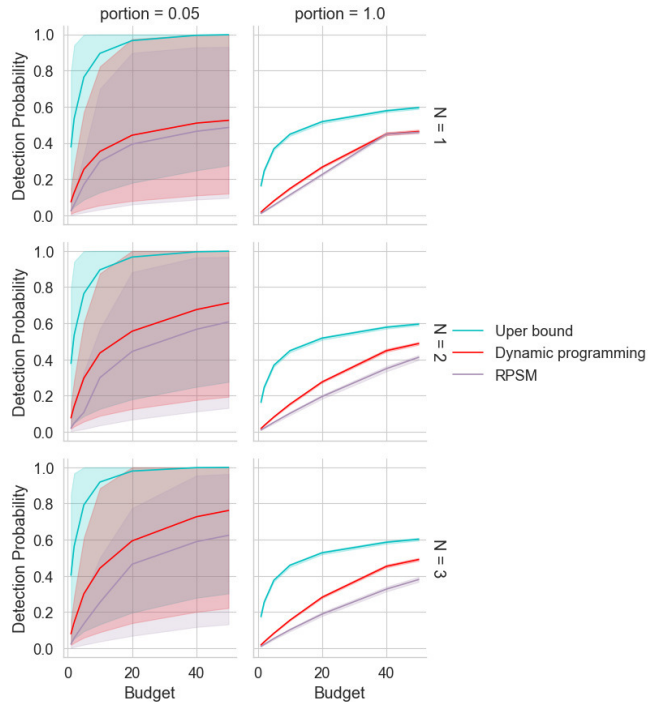 portion = 0.05
portion = 1.0
1.0
0.8
0.6
0.4
0.2
0.0
Detection Probability
N = 1
1.0
0.8
0.6
0.4
0.2
0.0
Detection Probability
N = 2
Uper bound
Dynamic programming
RPSM
1.0
0.8
0.6
0.4
0.2
0.0
Detection Probability
N = 3
0
20
40
0
20
40
Budget
Budget